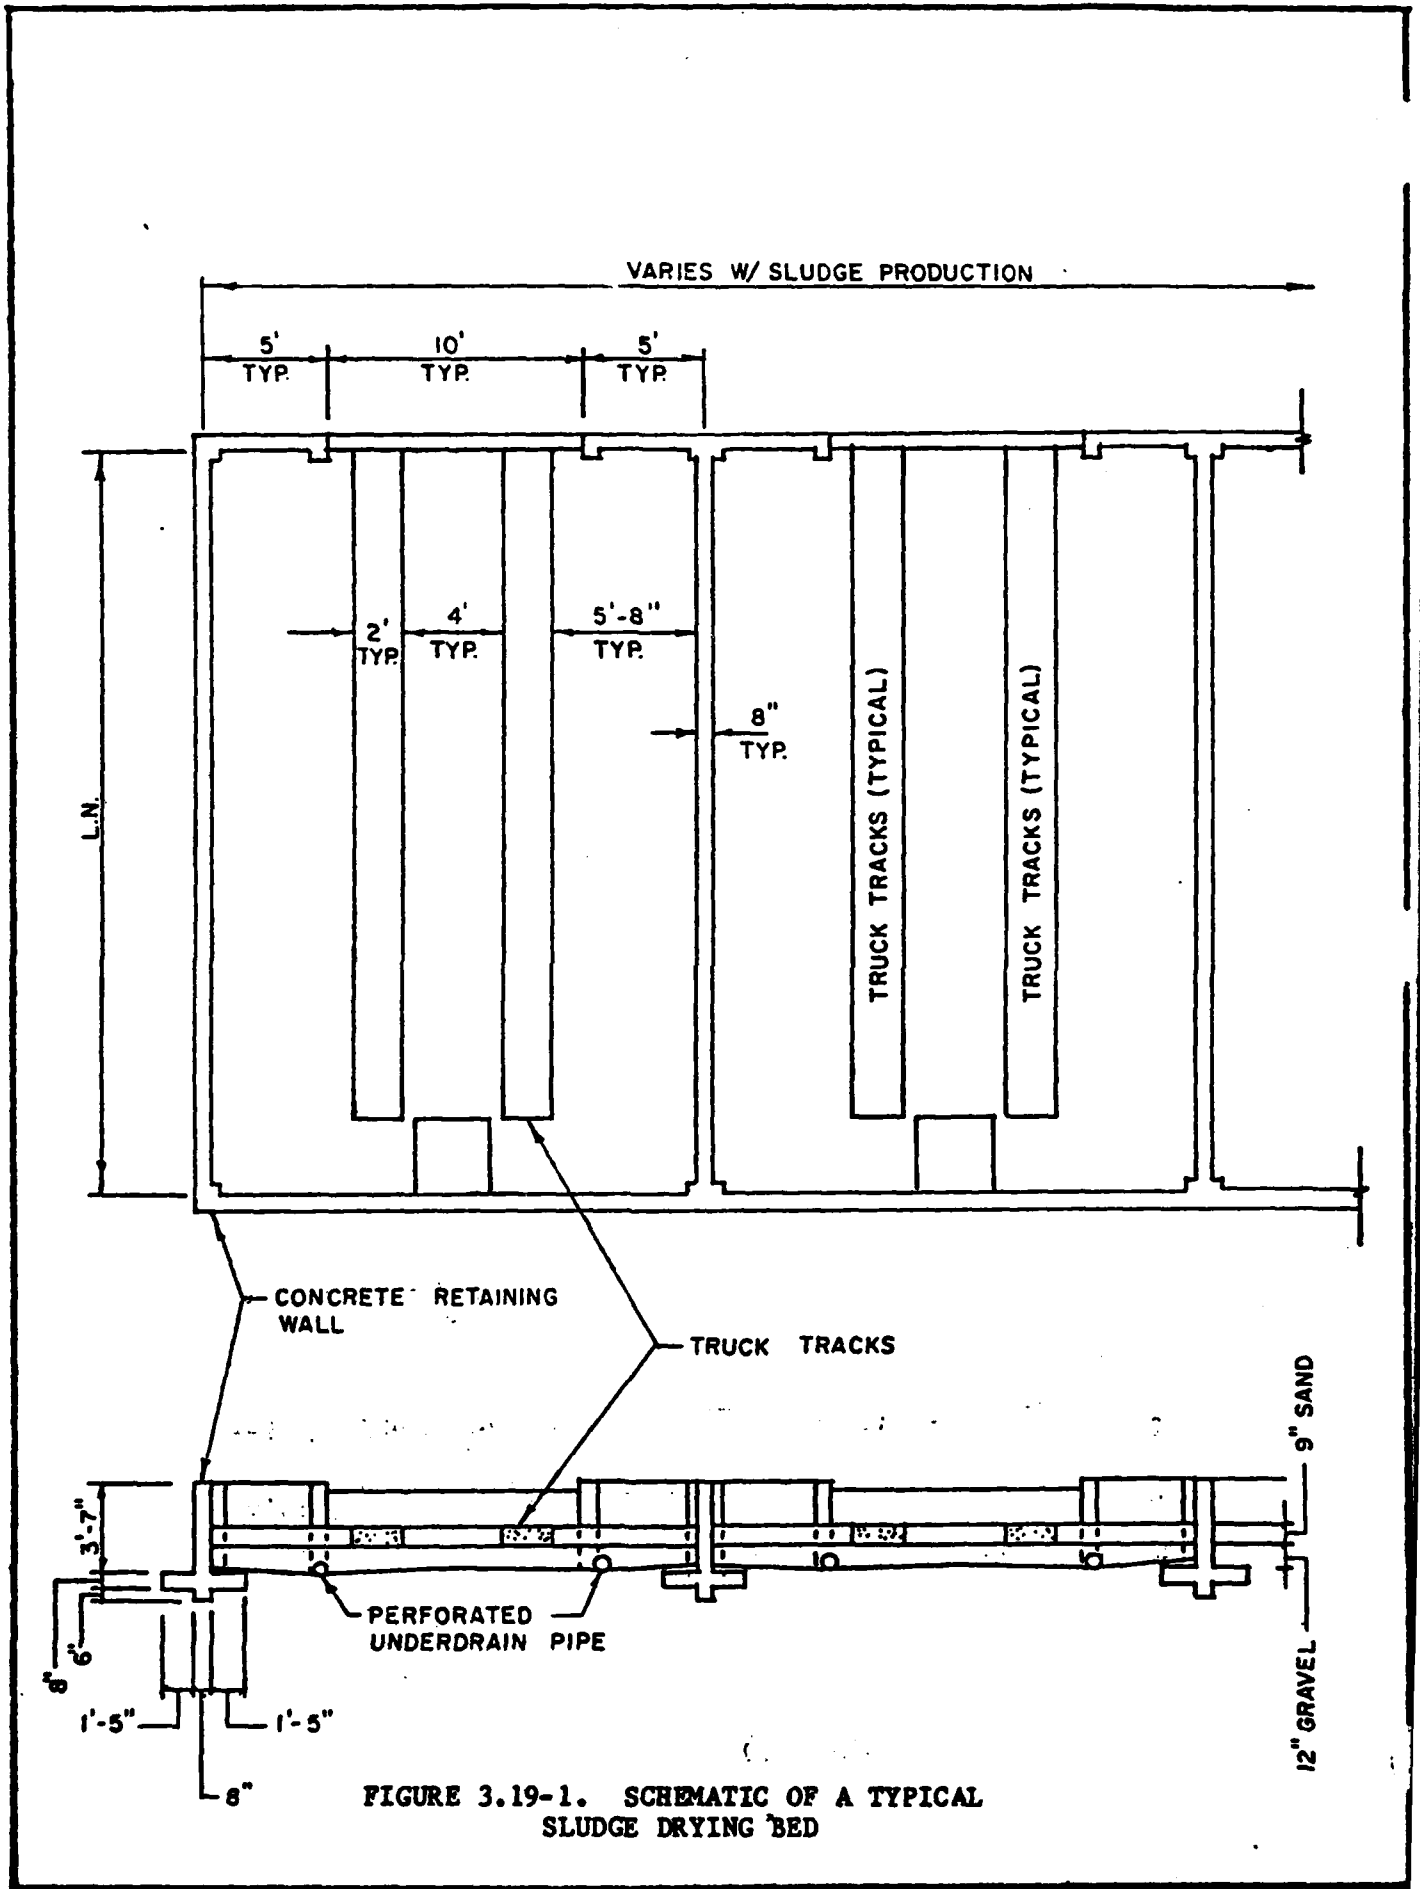 VARIES W/ SLUDGE PRODUCTION
5'
TYP.
10'
TYP.
5'
TYP.
2'
TYP.
4'
TYP.
5'-8"
TYP.
8"
TYP.
L.N.
TRUCK TRACKS (TYPICAL)
TRUCK TRACKS (TYPICAL)
CONCRETE RETAINING
WALL
TRUCK TRACKS
9" SAND
3'-7"
PERFORATED
UNDERDRAIN PIPE
8"
6"
12" GRAVEL
1'-5"
1'-5"
8"
FIGURE 3.19-1. SCHEMATIC OF A TYPICAL
SLUDGE DRYING BED